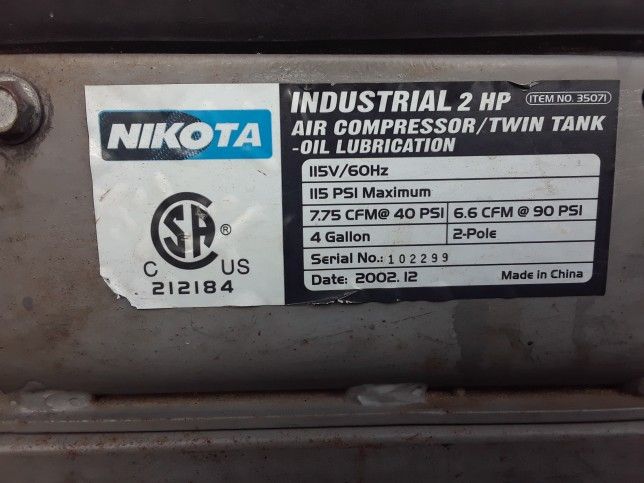 NIKOTA
CSA®
C US
212184
INDUSTRIAL 2 HP ITEM NO. 35071
AIR COMPRESSOR/TWIN TANK
-OIL LUBRICATION
115V/60Hz
115 PSI Maximum
7.75 CFM@ 40 PSI 6.6 CFM @ 90 PSI
4 Gallon 2-Pole
Serial No.: 102299
Date: 2002.12 Made in China